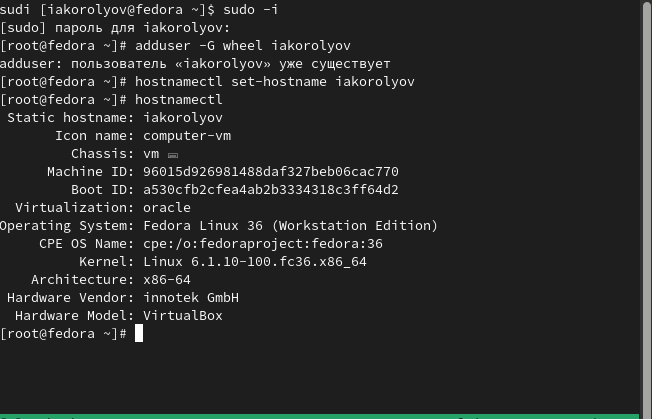 sudi [iakorolyov@fedora ~]$ sudo -i
[sudo] пароль для iakorolyov:
[root@fedora ~]# adduser -G wheel iakorolyov
adduser: пользователь «iakorolyov» уже существует
[root@fedora ~]# hostnamectl set-hostname iakorolyov
[root@fedora ~]# hostnamectl
Static hostname: iakorolyov
Icon name: computer-vm
Chassis: vm
Machine ID: 96015d926981488daf327beb06cac770
Boot ID: a530cfb2cfea4ab2b3334318c3ff64d2
Virtualization: oracle
Operating System: Fedora Linux 36 (Workstation Edition)
CPE OS Name: cpe:/o:fedoraproject:fedora:36
Kernel: Linux 6.1.10-100.fc36.x86_64
Architecture: x86-64
Hardware Vendor: innotek GmbH
Hardware Model: VirtualBox
[root@fedora ~]#